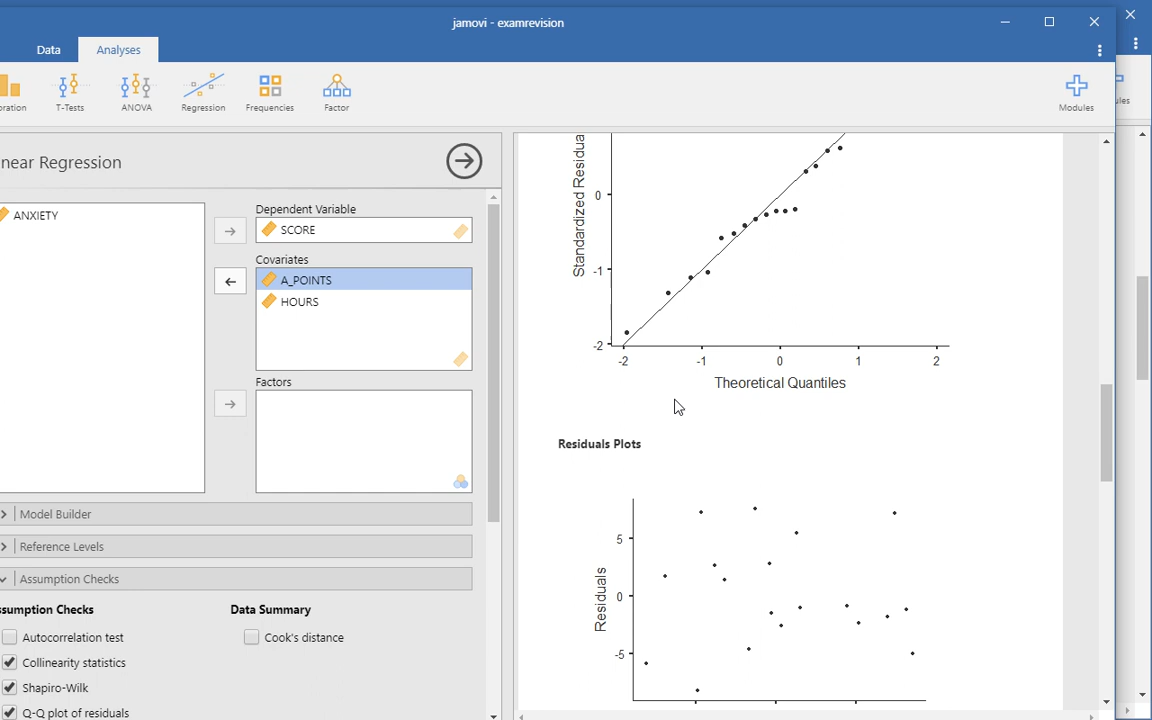 jamovi - examrevision
Data
Analyses
oration
T-Tests
ANOVA
Regression
Frequencies
Factor
Modules
ules
near Regression
ANXIETY
Dependent Variable
SCORE
Covariates
A_POINTS
HOURS
Factors
Model Builder
Reference Levels
Assumption Checks
ssumption Checks
Data Summary
Autocorrelation test
Cook's distance
Collinearity statistics
Shapiro-Wilk
Q-Q plot of residuals
Standardized Residua
0
-1
-2
-2
-1
0
1
2
Theoretical Quantiles
Residuals Plots
Residuals
5
0
-5